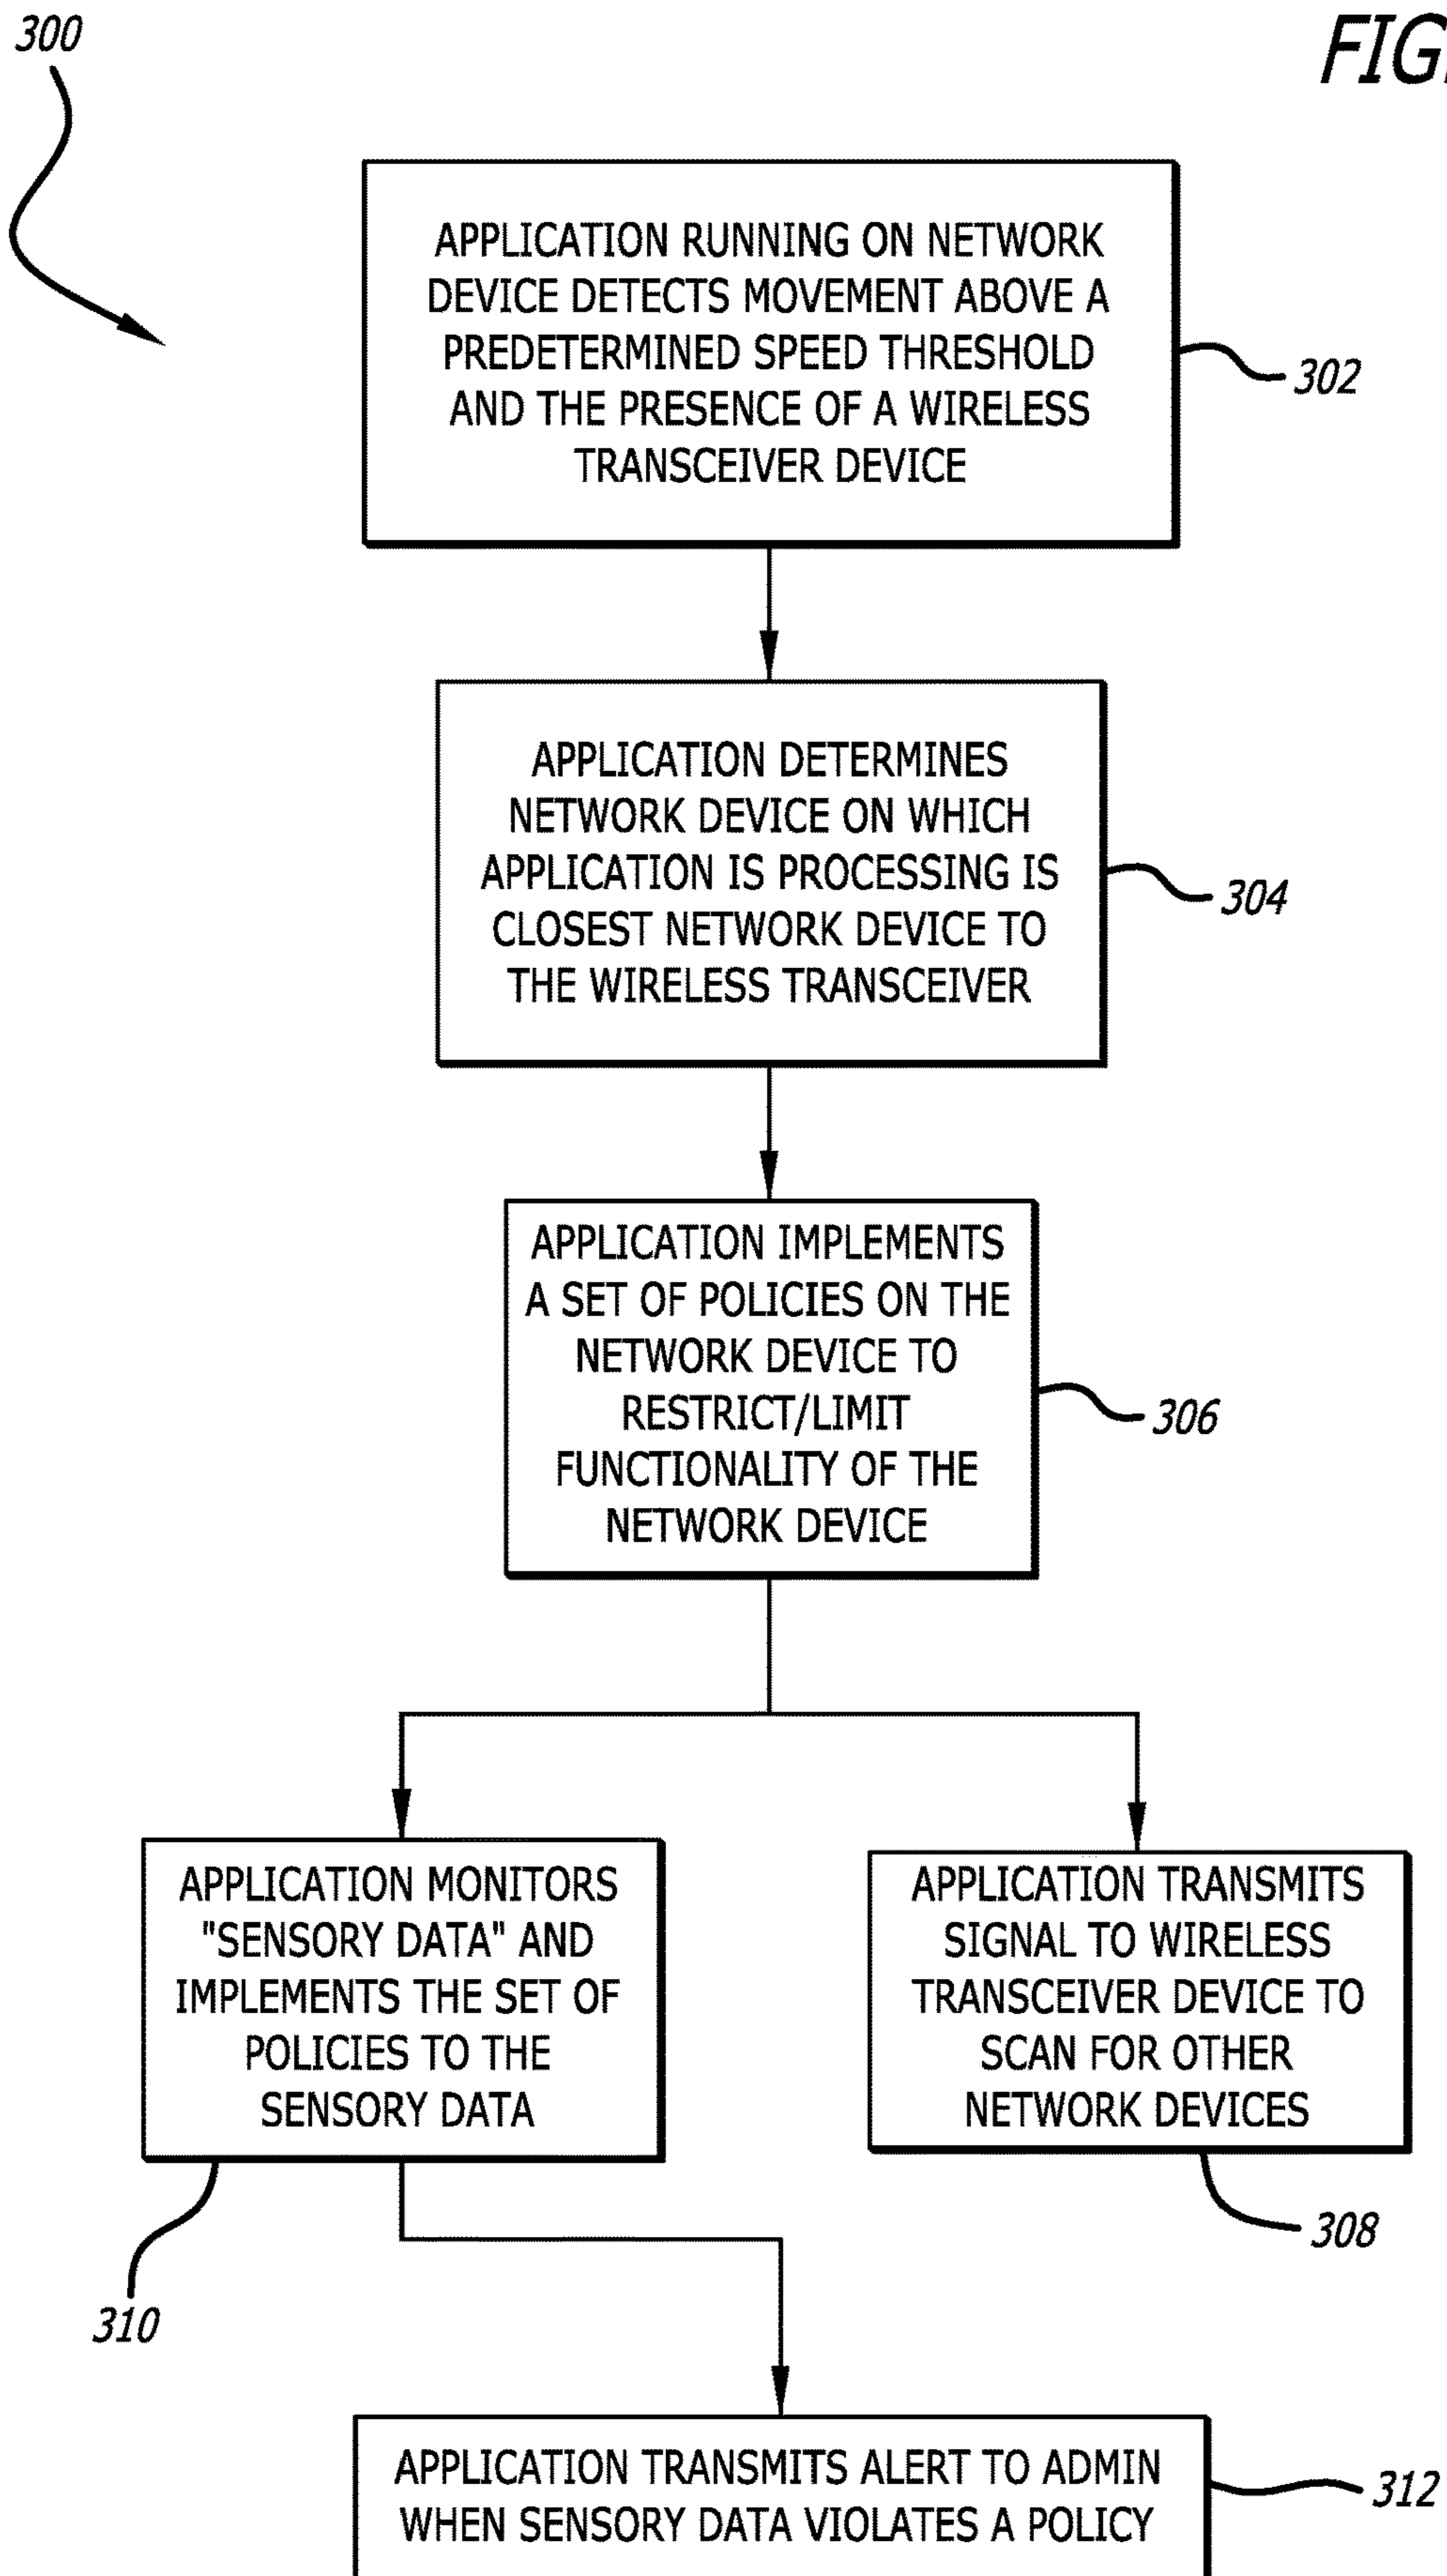 300
FIG
APPLICATION RUNNING ON NETWORK
DEVICE DETECTS MOVEMENT ABOVE A
PREDETERMINED SPEED THRESHOLD
AND THE PRESENCE OF A WIRELESS
TRANSCEIVER DEVICE
302
APPLICATION DETERMINES
NETWORK DEVICE ON WHICH
APPLICATION IS PROCESSING IS
CLOSEST NETWORK DEVICE TO
THE WIRELESS TRANSCEIVER
304
APPLICATION IMPLEMENTS
A SET OF POLICIES ON THE
NETWORK DEVICE TO
RESTRICT/LIMIT
FUNCTIONALITY OF THE
NETWORK DEVICE
306
APPLICATION MONITORS
"SENSORY DATA" AND
IMPLEMENTS THE SET OF
POLICIES TO THE
SENSORY DATA
310
APPLICATION TRANSMITS
SIGNAL TO WIRELESS
TRANSCEIVER DEVICE TO
SCAN FOR OTHER
NETWORK DEVICES
308
APPLICATION TRANSMITS ALERT TO ADMIN
WHEN SENSORY DATA VIOLATES A POLICY
312